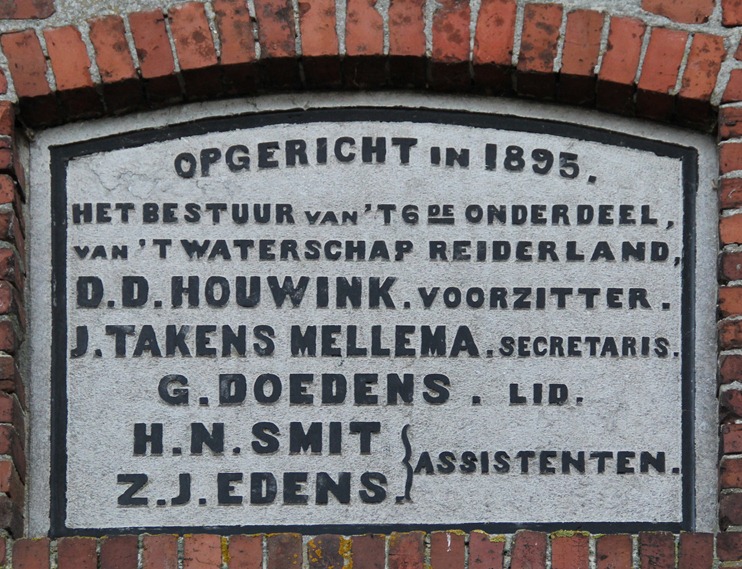 OPGERICHT IN 1895.
HET BESTUUR VAN 'T 6DE ONDERDEEL,
VAN 'T WATERSCHAP REIDERLAND,
D.D. HOUWINK. VOORZITTER.
J. TAKENS MELLEMA. SECRETARIS.
G. DOEDENS. LID.
H.N. SMIT
Z.J. EDENS. } ASSISTENTEN.